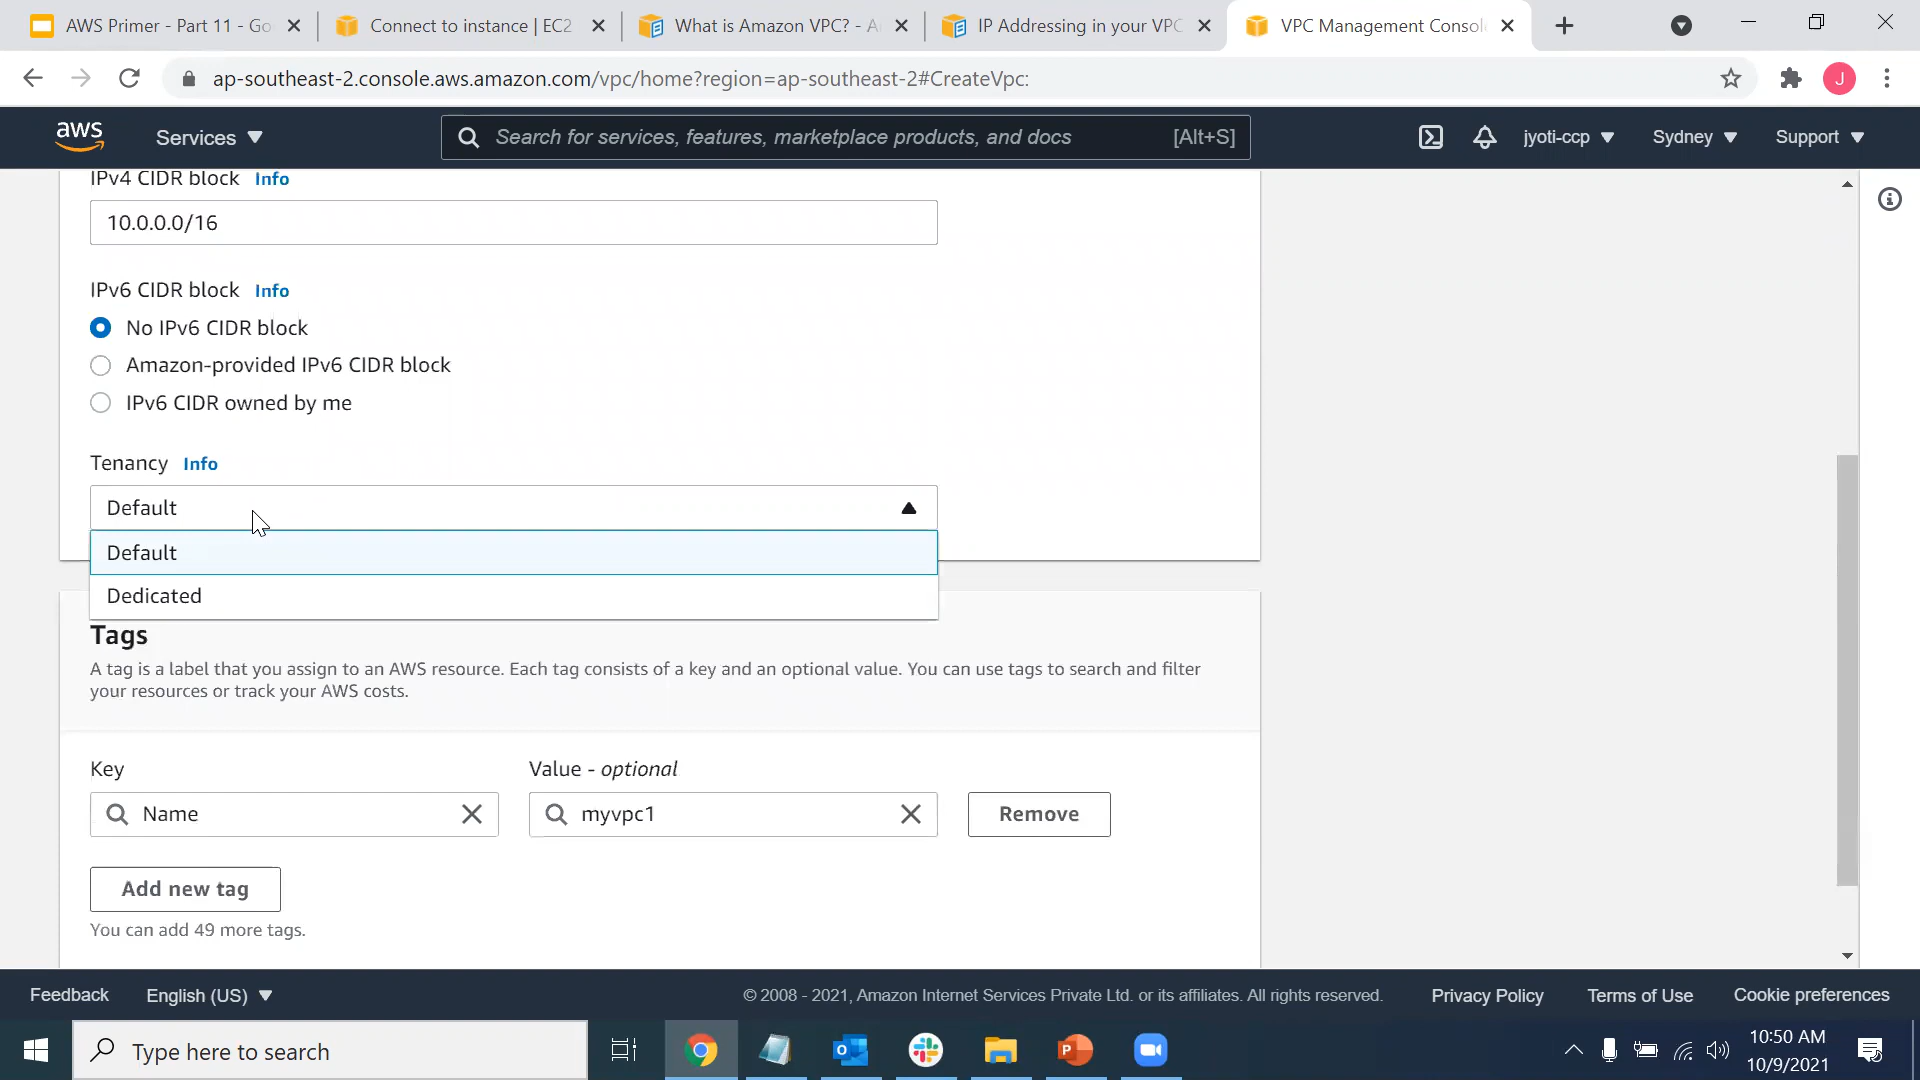 AWS Primer - Part 11 - Go
Connect to instance | EC2
What is Amazon VPC? - A
IP Addressing in your VPC
VPC Management Consol
ap-southeast-2.console.aws.amazon.com/vpc/home?region=ap-southeast-2#CreateVpc:
J
aws
Services
Search for services, features, marketplace products, and docs
[Alt+S]
jyoti-ccp
Sydney
Support
IPv4 CIDR block Info
10.0.0.0/16
IPv6 CIDR block Info
No IPv6 CIDR block
Amazon-provided IPv6 CIDR block
IPv6 CIDR owned by me
Tenancy Info
Default
Default
Dedicated
Tags
A tag is a label that you assign to an AWS resource. Each tag consists of a key and an optional value. You can use tags to search and filter
your resources or track your AWS costs.
Key
Value - optional
Name
myvpc1
Remove
Add new tag
You can add 49 more tags.
Feedback
English (US)
© 2008 - 2021, Amazon Internet Services Private Ltd. or its affiliates. All rights reserved.
Privacy Policy
Terms of Use
Cookie preferences
Type here to search
10:50 AM
10/9/2021